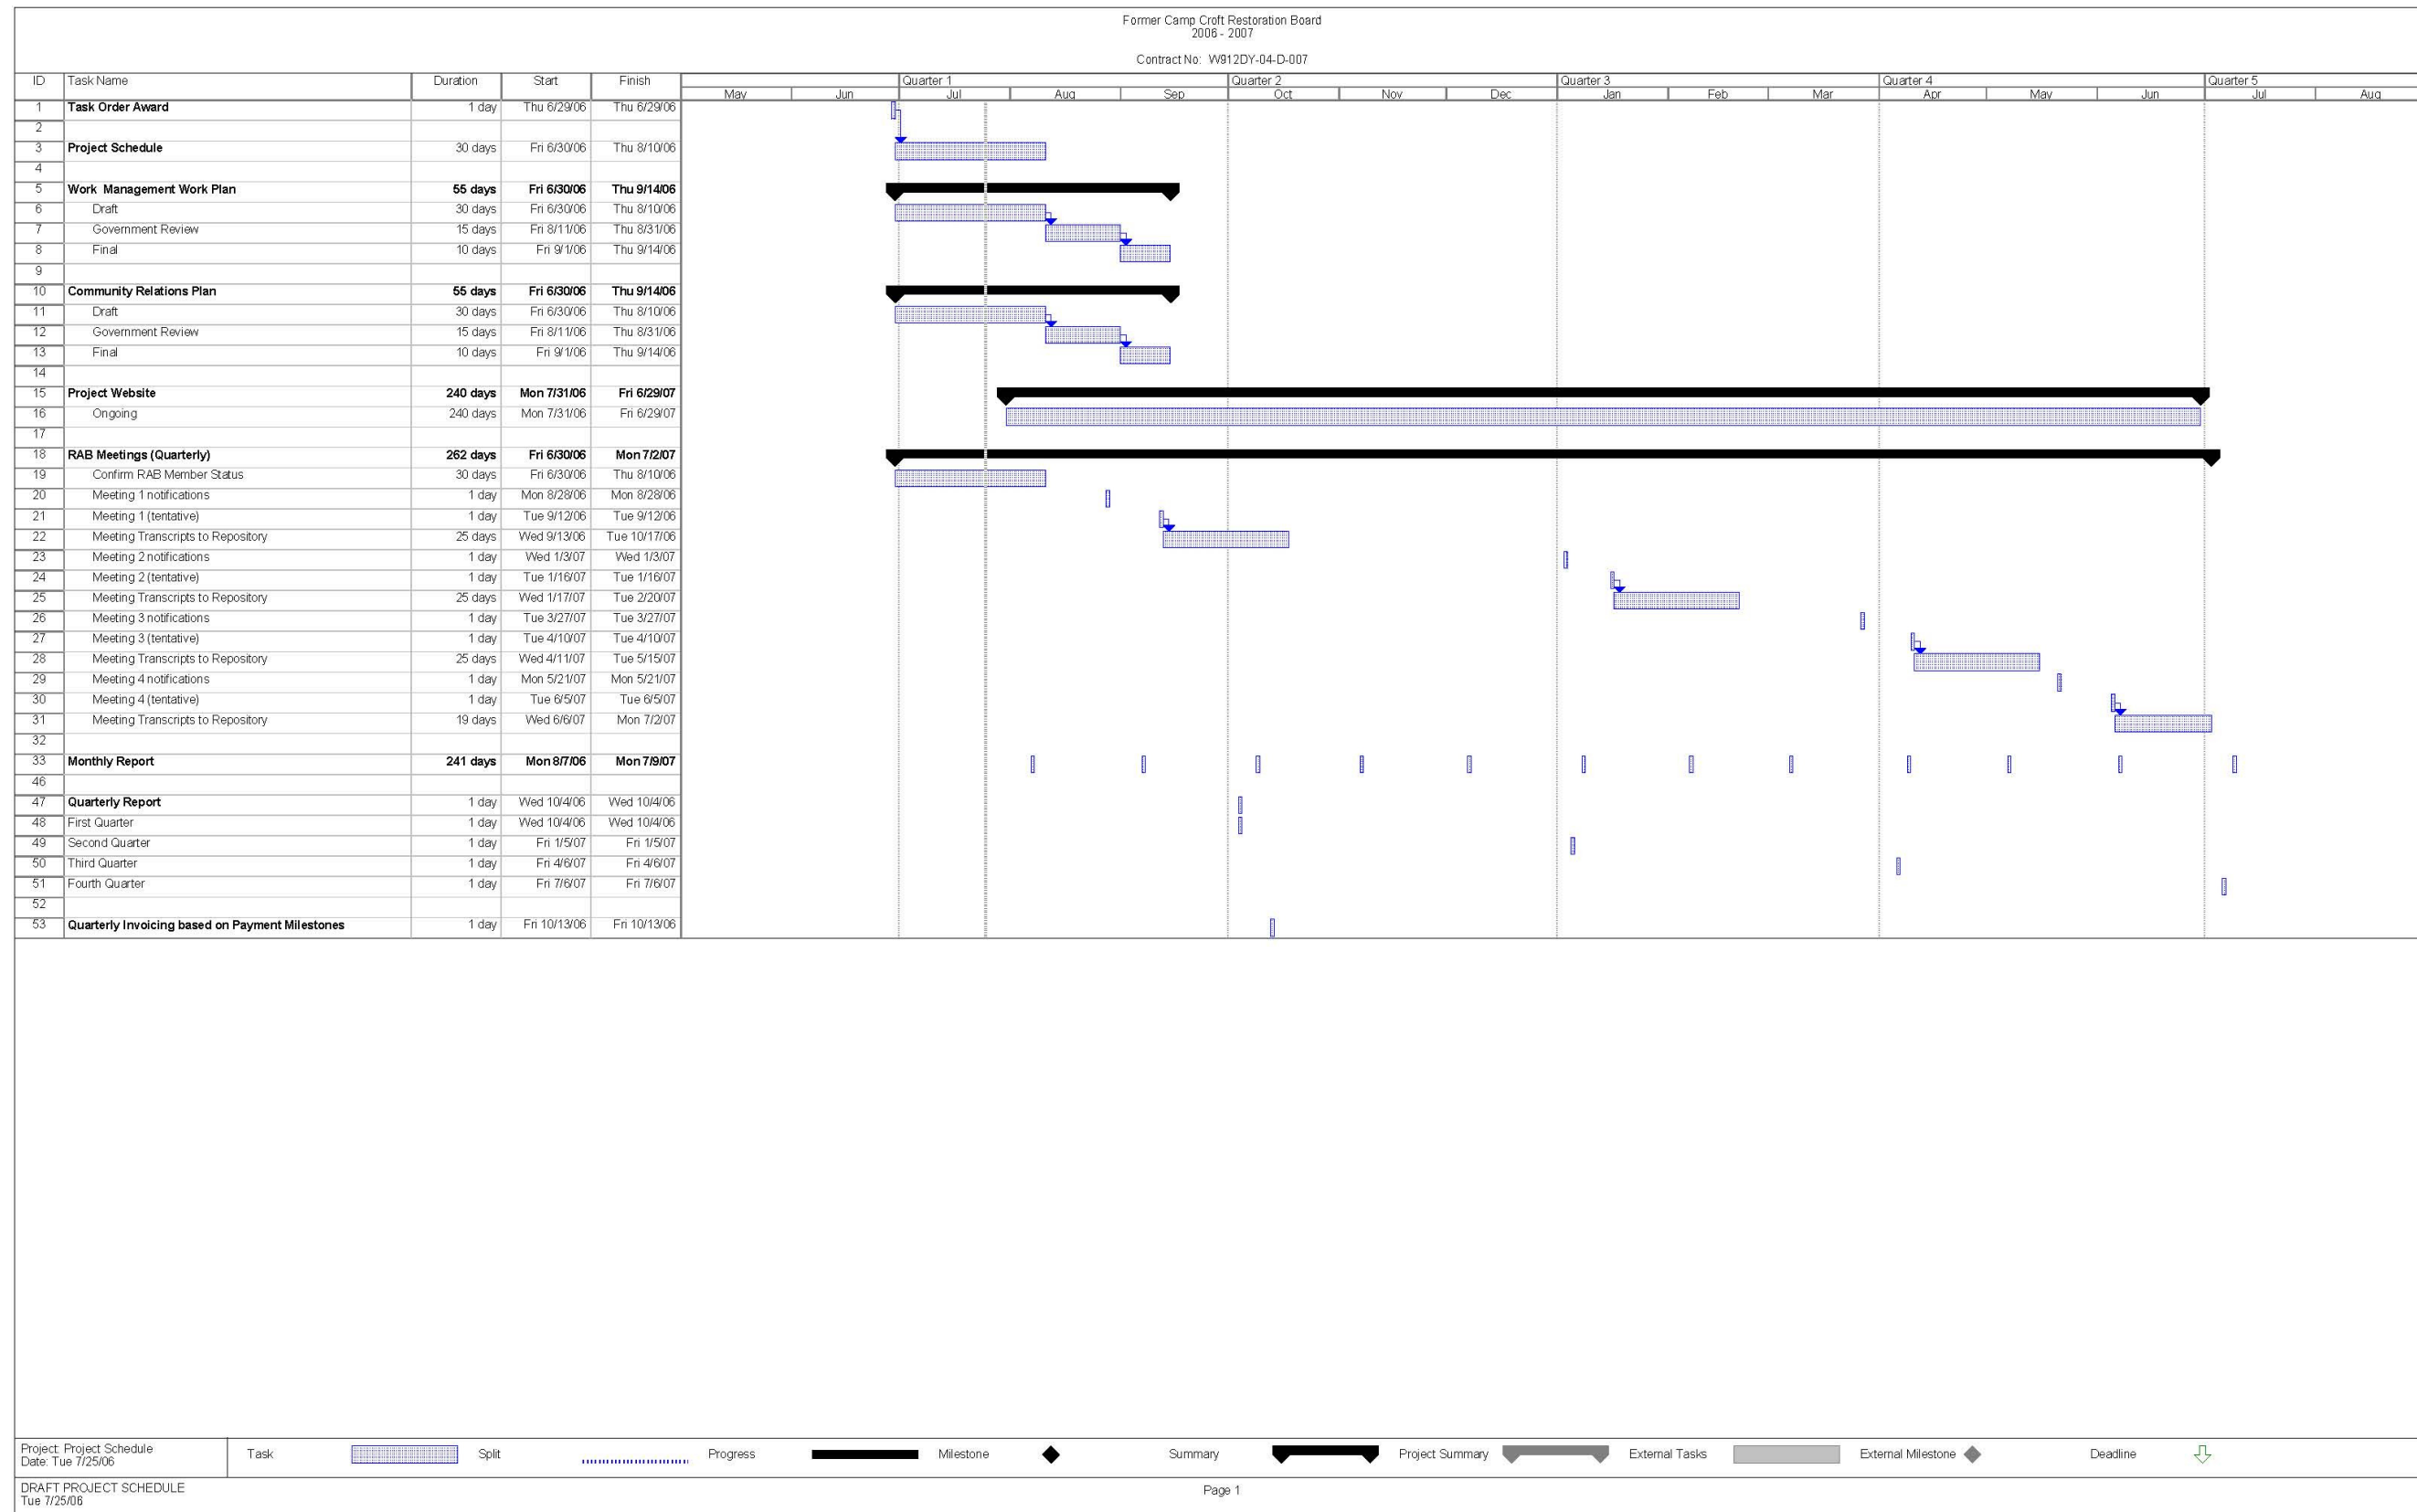 Former Camp Croft Restoration Board
2006 - 2007
Contract No: W912DY-04-D-007
ID Task Name Duration Start Finish Quarter 1 Quarter 2 Quarter 3 Quarter 4 Quarter 5
May Jun Jul Aug Sep Oct Nov Dec Jan Feb Mar Apr May Jun Jul Aug
1 Task Order Award 1 day Thu 6/29/06 Thu 6/29/06
2
3 Project Schedule 30 days Fri 6/30/06 Thu 8/10/06
4
5 Work Management Work Plan 55 days Fri 6/30/06 Thu 9/14/06
6 Draft 30 days Fri 6/30/06 Thu 8/10/06
7 Government Review 15 days Fri 8/11/06 Thu 8/31/06
8 Final 10 days Fri 9/1/06 Thu 9/14/06
9
10 Community Relations Plan 55 days Fri 6/30/06 Thu 9/14/06
11 Draft 30 days Fri 6/30/06 Thu 8/10/06
12 Government Review 15 days Fri 8/11/06 Thu 8/31/06
13 Final 10 days Fri 9/1/06 Thu 9/14/06
14
15 Project Website 240 days Mon 7/31/06 Fri 6/29/07
16 Ongoing 240 days Mon 7/31/06 Fri 6/29/07
17
18 RAB Meetings (Quarterly) 262 days Fri 6/30/06 Mon 7/2/07
19 Confirm RAB Member Status 30 days Fri 6/30/06 Thu 8/10/06
20 Meeting 1 notifications 1 day Mon 8/28/06 Mon 8/28/06
21 Meeting 1 (tentative) 1 day Tue 9/12/06 Tue 9/12/06
22 Meeting Transcripts to Repository 25 days Wed 9/13/06 Tue 10/17/06
23 Meeting 2 notifications 1 day Wed 1/3/07 Wed 1/3/07
24 Meeting 2 (tentative) 1 day Tue 1/16/07 Tue 1/16/07
25 Meeting Transcripts to Repository 25 days Wed 1/17/07 Tue 2/20/07
26 Meeting 3 notifications 1 day Tue 3/27/07 Tue 3/27/07
27 Meeting 3 (tentative) 1 day Tue 4/10/07 Tue 4/10/07
28 Meeting Transcripts to Repository 25 days Wed 4/11/07 Tue 5/15/07
29 Meeting 4 notifications 1 day Mon 5/21/07 Mon 5/21/07
30 Meeting 4 (tentative) 1 day Tue 6/5/07 Tue 6/5/07
31 Meeting Transcripts to Repository 19 days Wed 6/6/07 Mon 7/2/07
32
33 Monthly Report 241 days Mon 8/7/06 Mon 7/9/07
46
47 Quarterly Report 1 day Wed 10/4/06 Wed 10/4/06
48 First Quarter 1 day Wed 10/4/06 Wed 10/4/06
49 Second Quarter 1 day Fri 1/5/07 Fri 1/5/07
50 Third Quarter 1 day Fri 4/6/07 Fri 4/6/07
51 Fourth Quarter 1 day Fri 7/6/07 Fri 7/6/07
52
53 Quarterly Invoicing based on Payment Milestones 1 day Fri 10/13/06 Fri 10/13/06
Project: Project Schedule
Date: Tue 7/25/06
Task Split Progress Milestone Summary Project Summary External Tasks External Milestone Deadline
DRAFT PROJECT SCHEDULE
Tue 7/25/06
Page 1